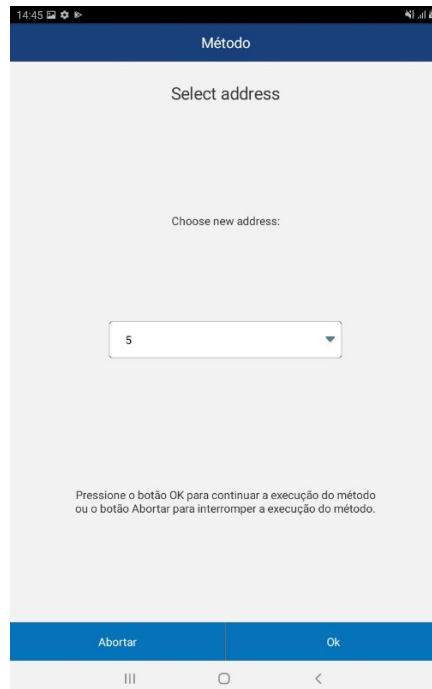 14:45
Método
Select address
Choose new address:
5
Pressione o botão OK para continuar a execução do método
ou o botão Abortar para interromper a execução do método.
Abortar
Ok